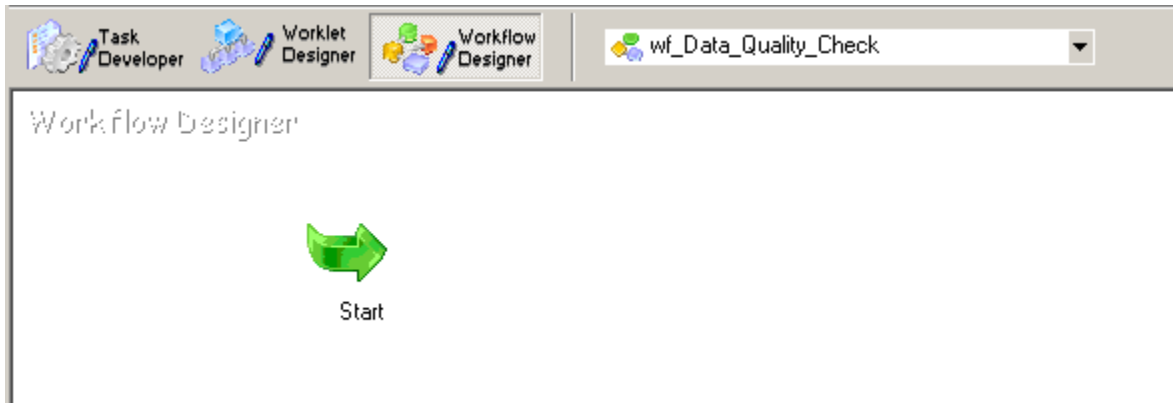 Task
Developer
Worklet
Designer
Workflow
Designer
wf_Data_Quality_Check
Workflow Designer
Start